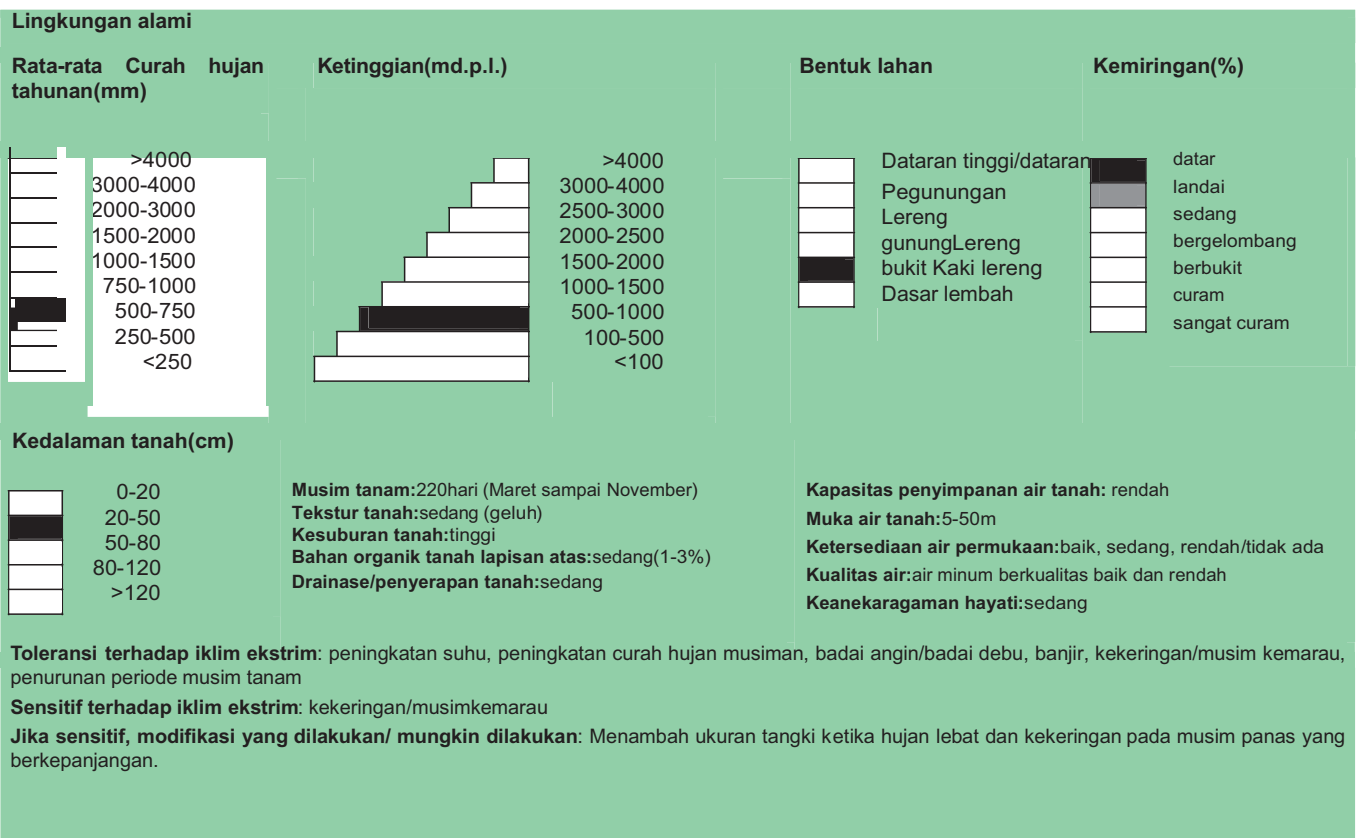 Lingkungan alami
Rata-rata Curah hujan
tahunan(mm)
>4000
3000-4000
2000-3000
1500-2000
1000-1500
750-1000
500-750
250-500
<250
Ketinggian(md.p.l.)
>4000
3000-4000
2500-3000
2000-2500
1500-2000
1000-1500
500-1000
100-500
<100
Bentuk lahan
Dataran tinggi/dataran
Pegunungan
Lereng
gunungLereng
bukit Kaki lereng
Dasar lembah
Kemiringan(%)
datar
landai
sedang
bergelombang
berbukit
curam
sangat curam
Kedalaman tanah(cm)
0-20
20-50
50-80
80-120
>120
Musim tanam:220hari (Maret sampai November)
Tekstur tanah:sedang (geluh)
Kesuburan tanah:tinggi
Bahan organik tanah lapisan atas:sedang(1-3%)
Drainase/penyerapan tanah:sedang
Kapasitas penyimpanan air tanah: rendah
Muka air tanah:5-50m
Ketersediaan air permukaan:baik, sedang, rendah/tidak ada
Kualitas air:air minum berkualitas baik dan rendah
Keanekaragaman hayati:sedang
Toleransi terhadap iklim ekstrim: peningkatan suhu, peningkatan curah hujan musiman, badai angin/badai debu, banjir, kekeringan/musim kemarau,
penurunan periode musim tanam
Sensitif terhadap iklim ekstrim: kekeringan/musimkemarau
Jika sensitif, modifikasi yang dilakukan/ mungkin dilakukan: Menambah ukuran tangki ketika hujan lebat dan kekeringan pada musim panas yang
berkepanjangan.